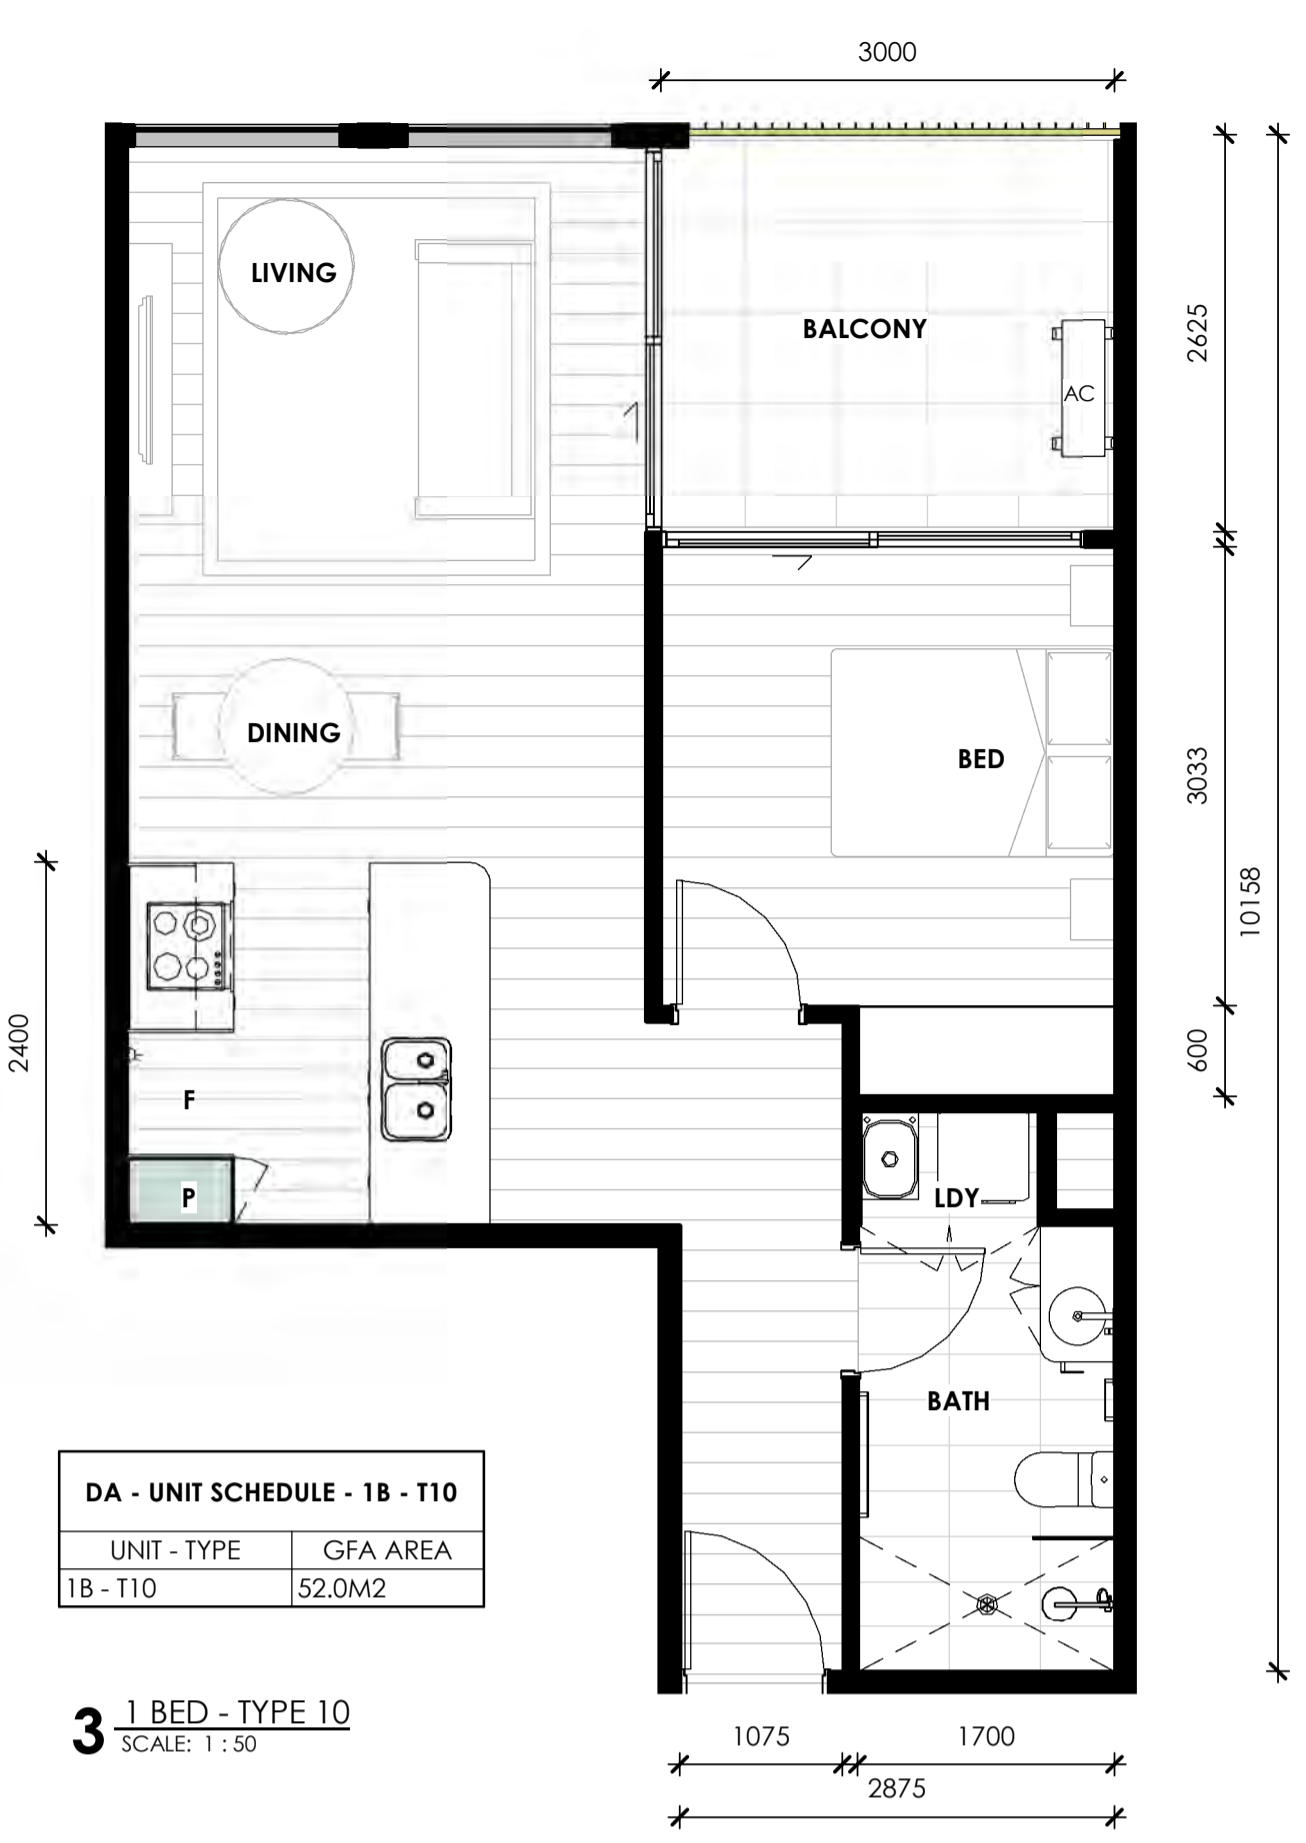 3000
LIVING
BALCONY
2625
AC
DINING
BED
3033
10158
2400
600
F
P
LDY
BATH
DA - UNIT SCHEDULE - 1B - T10
UNIT - TYPE GFA AREA
1B - T10 52.0M2
3 1 BED - TYPE 10
SCALE: 1 : 50
1075 1700
2875